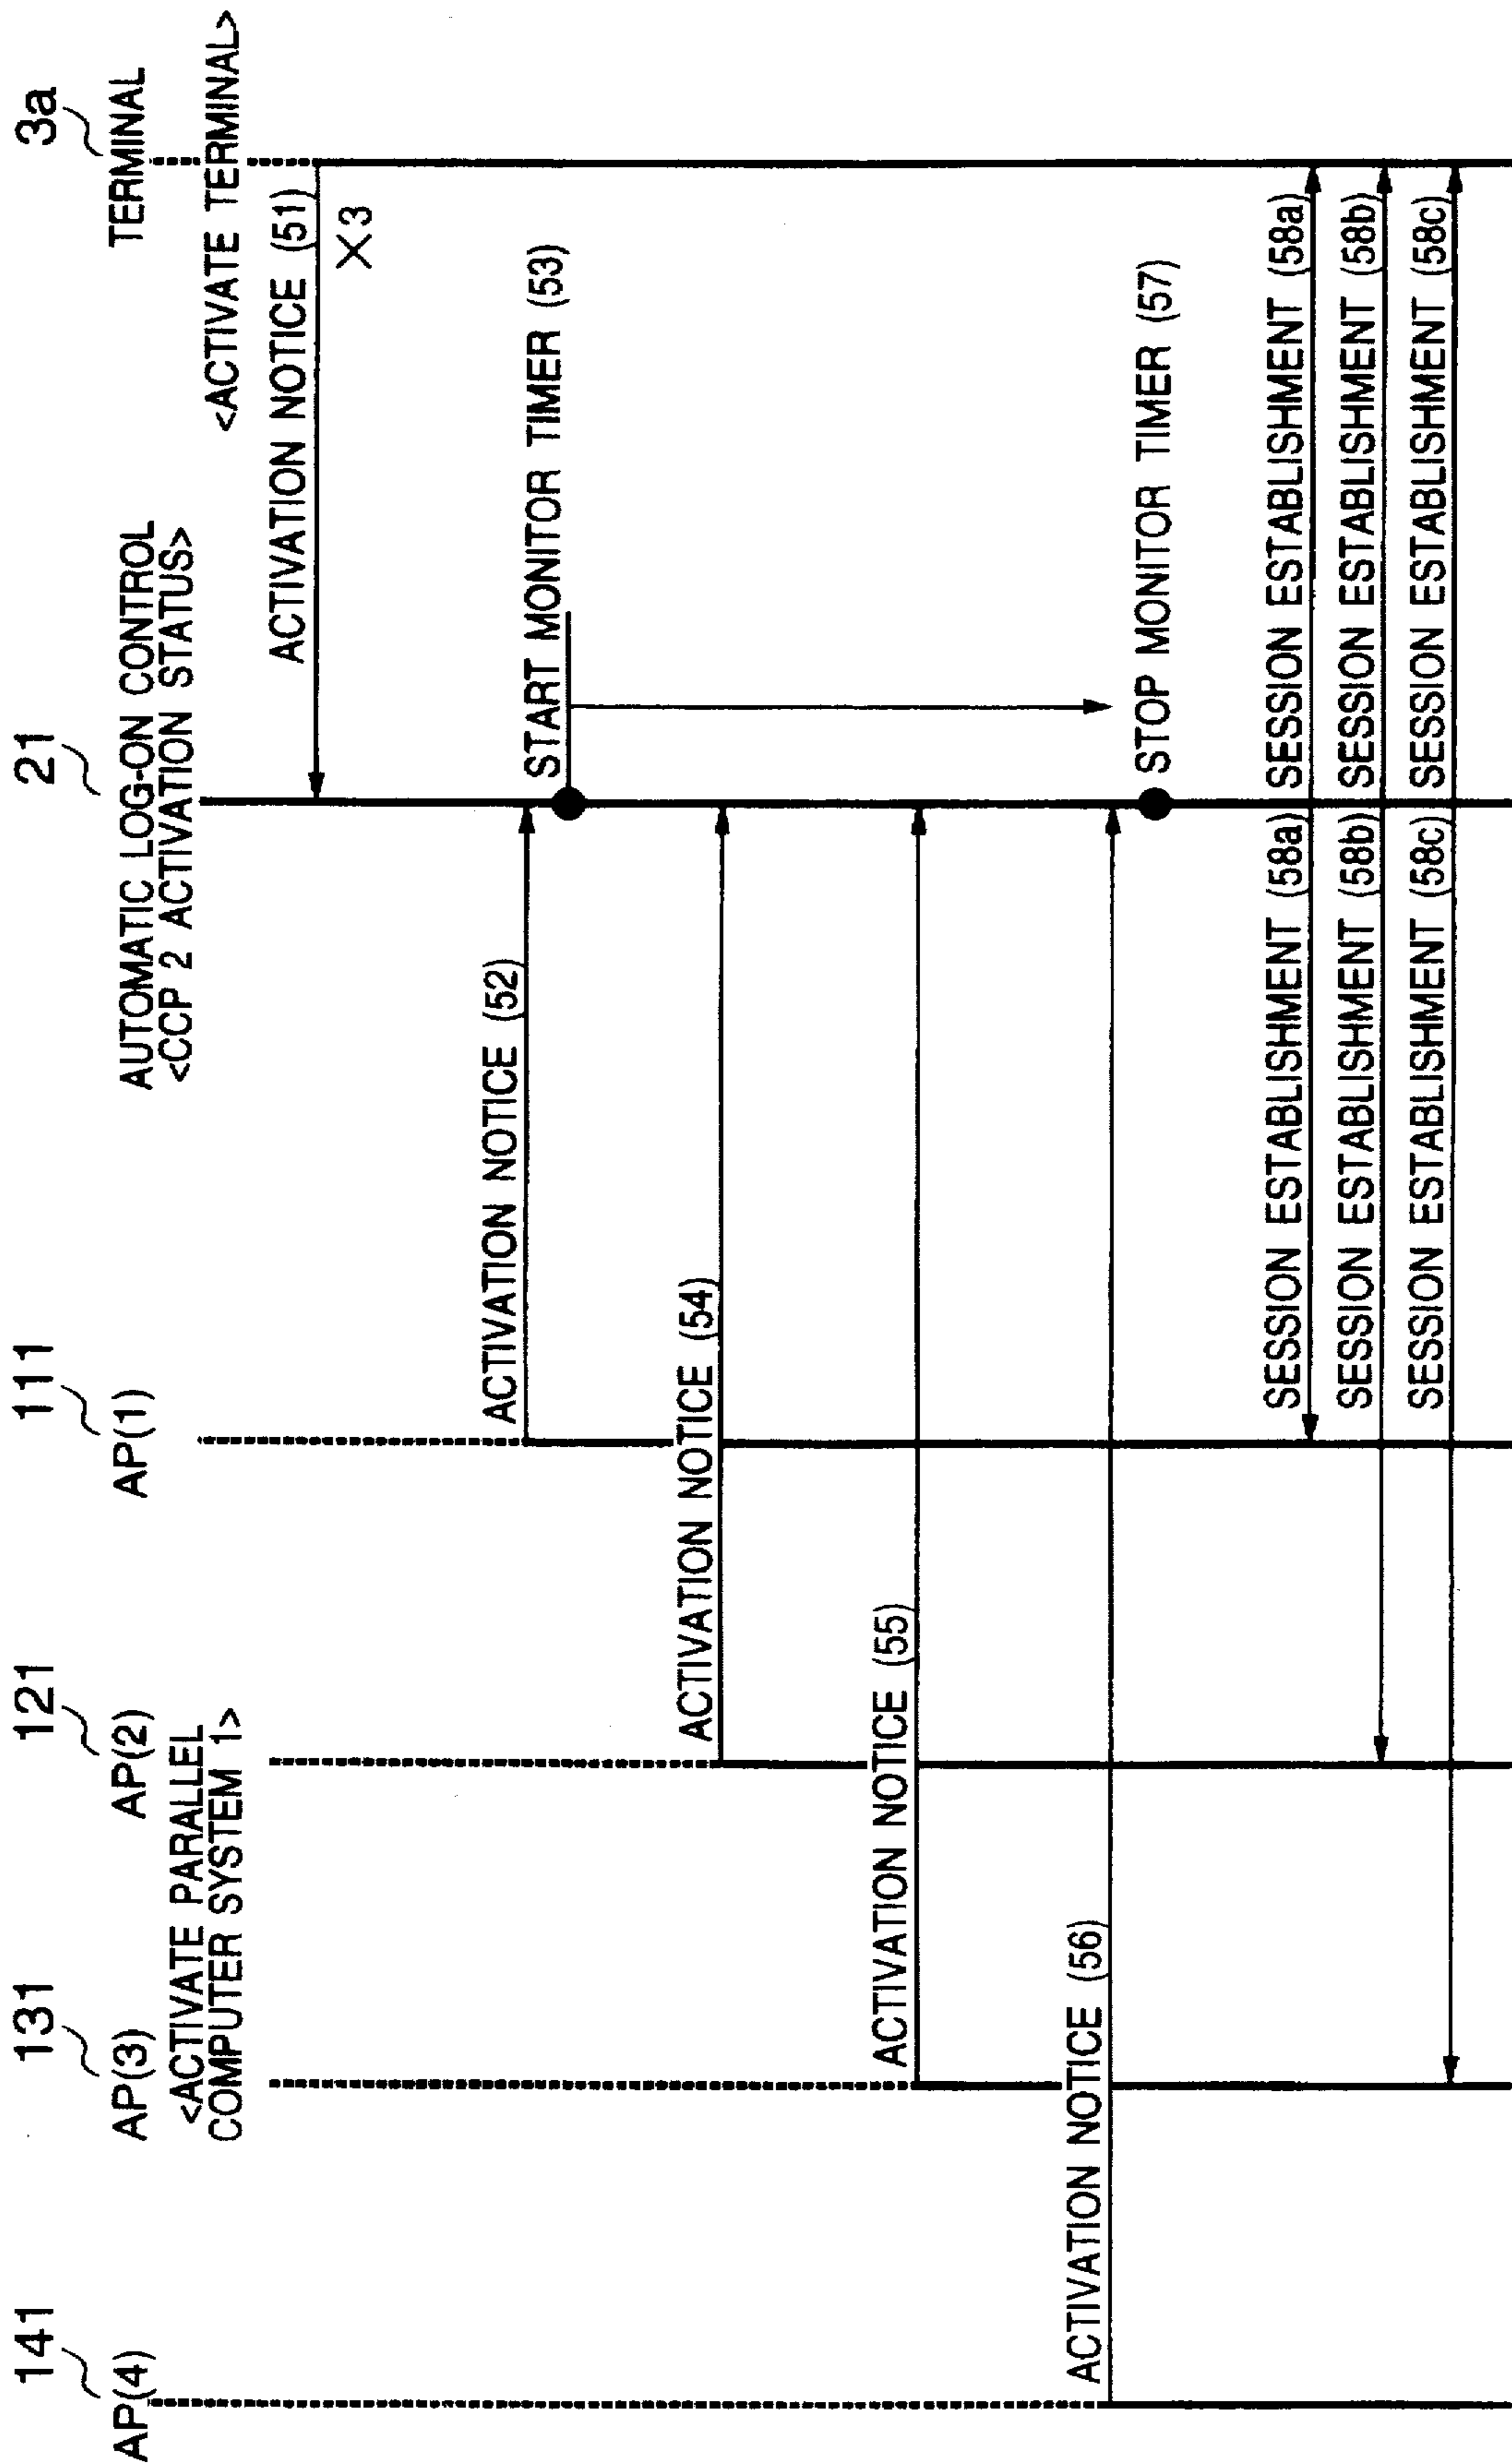 141
131
121
111
21
3a
AP(4)
AP(3)
AP(2)
AP(1)
AUTOMATIC LOG-ON CONTROL
<CCP 2 ACTIVATION STATUS>
TERMINAL
<ACTIVATE PARALLEL
COMPUTER SYSTEM 1>
<ACTIVATE TERMINAL>
ACTIVATION NOTICE (51)
×3
ACTIVATION NOTICE (52)
START MONITOR TIMER (53)
ACTIVATION NOTICE (54)
ACTIVATION NOTICE (55)
ACTIVATION NOTICE (56)
STOP MONITOR TIMER (57)
SESSION ESTABLISHMENT (58a)
SESSION ESTABLISHMENT (58a)
SESSION ESTABLISHMENT (58b)
SESSION ESTABLISHMENT (58b)
SESSION ESTABLISHMENT (58c)
SESSION ESTABLISHMENT (58c)